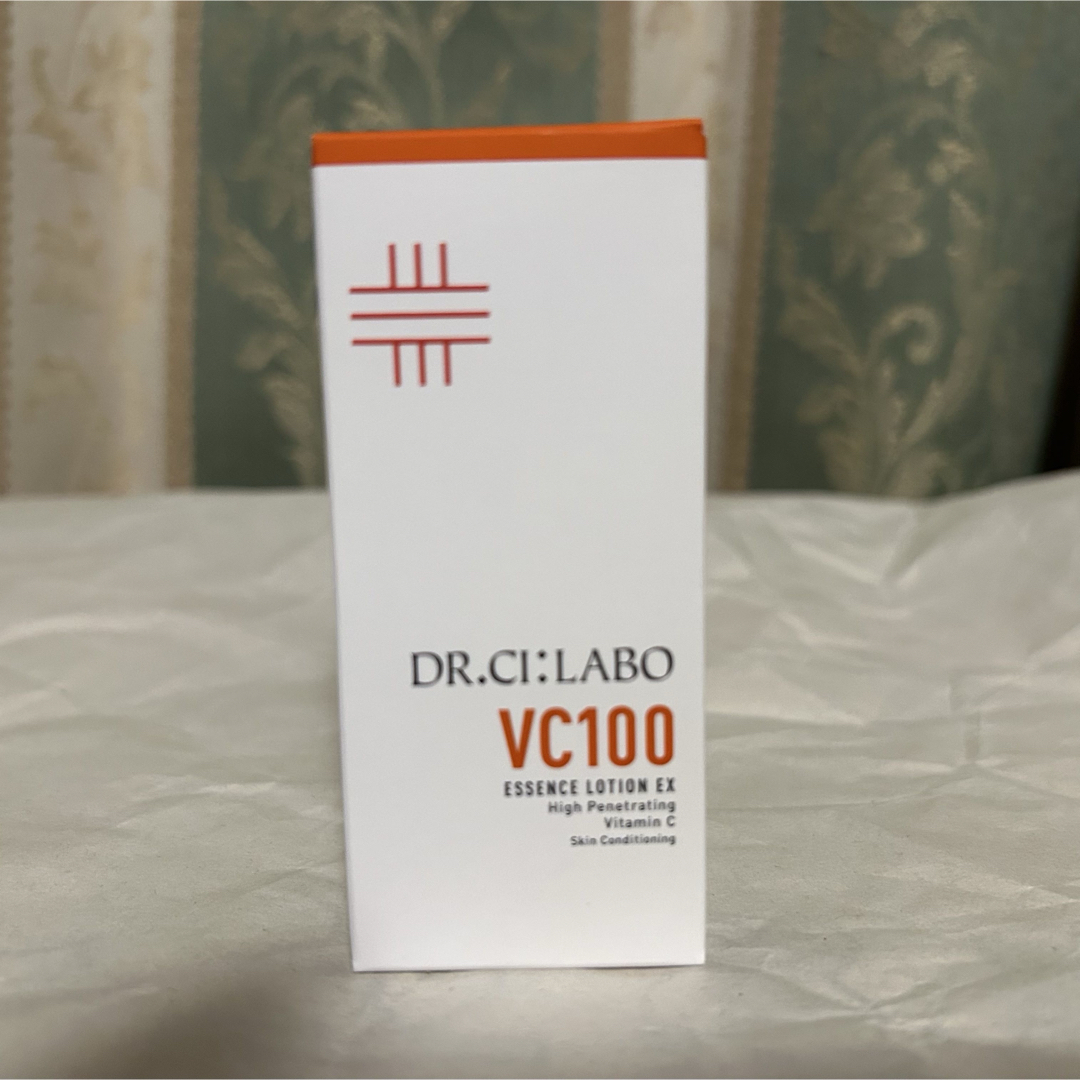 DR.CI:LABO
VC100
ESSENCE LOTION EX
High Penetrating
Vitamin C
Skin Conditioning